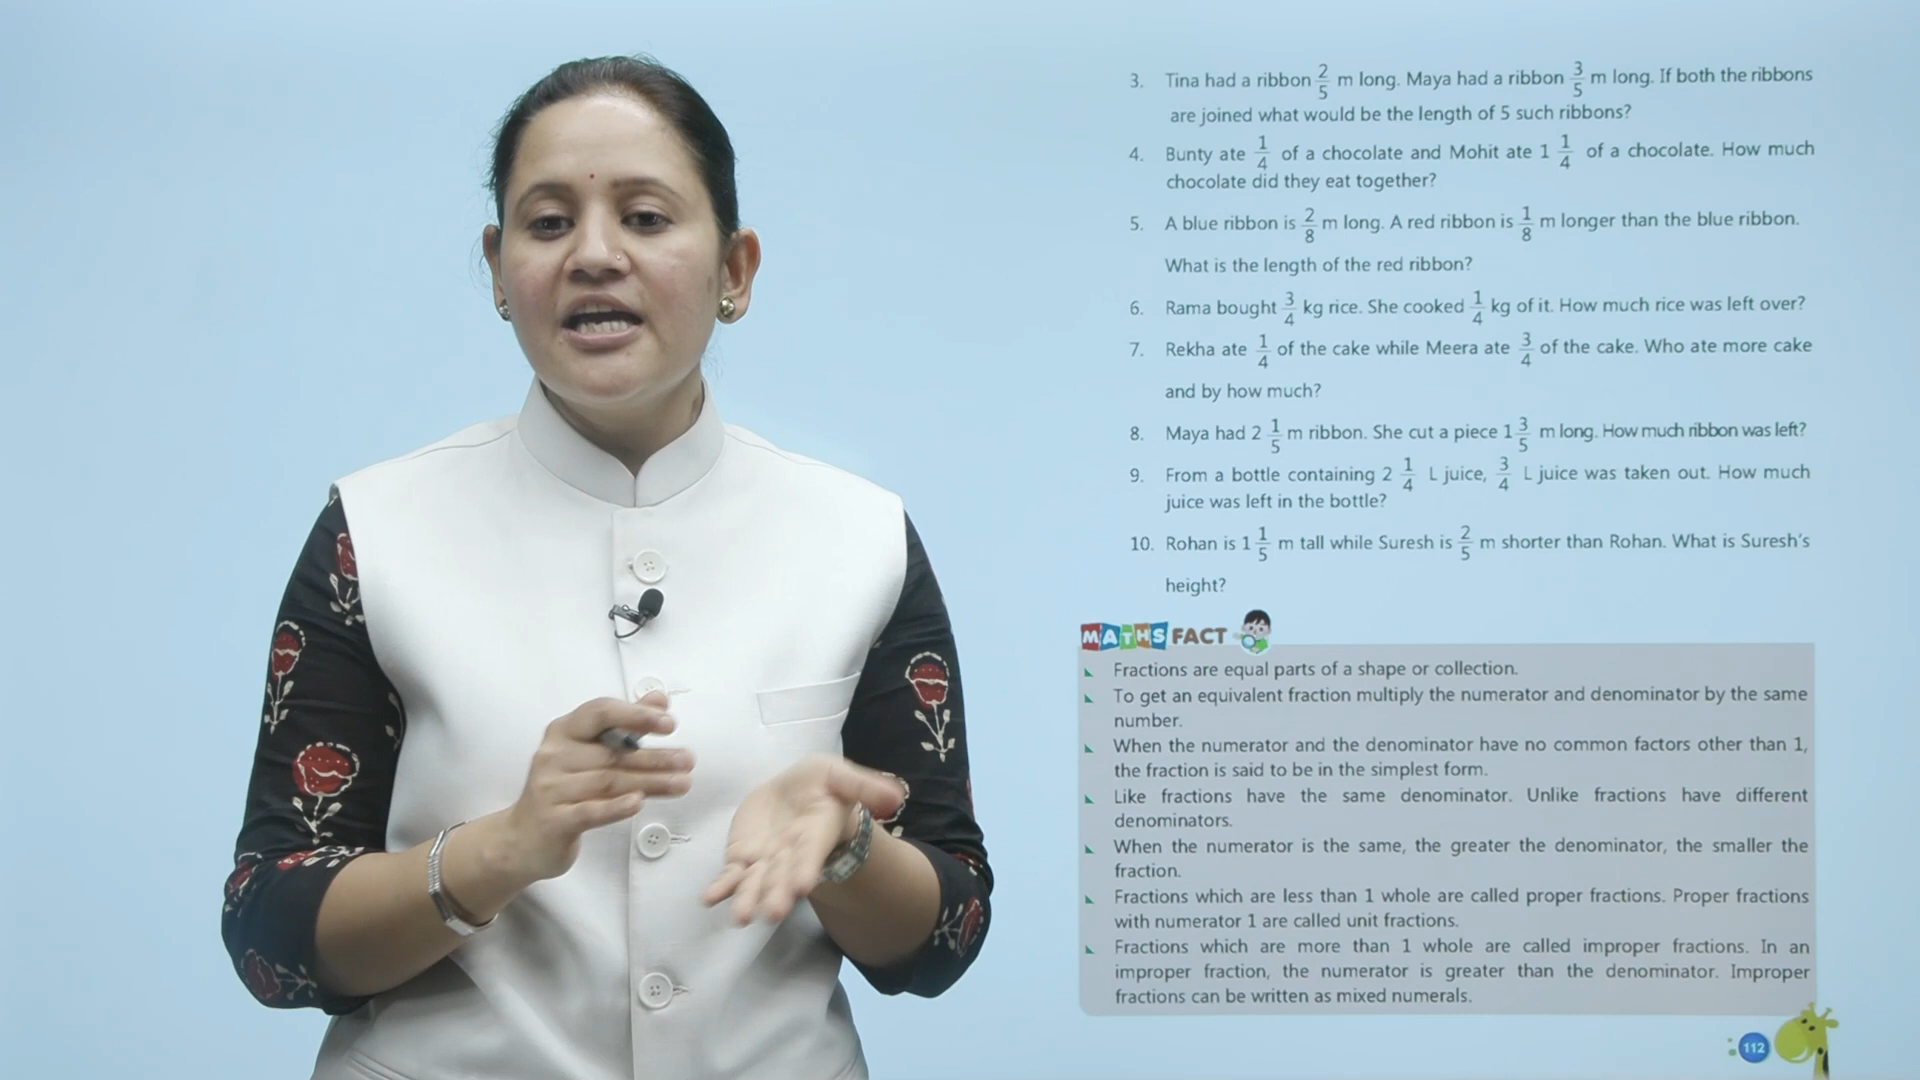 3. Tina had a ribbon 2/5 m long. Maya had a ribbon 3/5 m long. If both the ribbons
are joined what would be the length of 5 such ribbons?
4. Bunty ate 1/4 of a chocolate and Mohit ate 1 1/4 of a chocolate. How much
chocolate did they eat together?
5. A blue ribbon is 2/8 m long. A red ribbon is 1/8 m longer than the blue ribbon.
What is the length of the red ribbon?
6. Rama bought 3/4 kg rice. She cooked 1/4 kg of it. How much rice was left over?
7. Rekha ate 1/4 of the cake while Meera ate 3/4 of the cake. Who ate more cake
and by how much?
8. Maya had 2 1/5 m ribbon. She cut a piece 1 3/5 m long. How much ribbon was left?
9. From a bottle containing 2 1/4 L juice, 3/4 L juice was taken out. How much
juice was left in the bottle?
10. Rohan is 1 1/5 m tall while Suresh is 2/5 m shorter than Rohan. What is Suresh's
height?
MATHS FACT
Fractions are equal parts of a shape or collection.
To get an equivalent fraction multiply the numerator and denominator by the same
number.
When the numerator and the denominator have no common factors other than 1,
the fraction is said to be in the simplest form.
Like fractions have the same denominator. Unlike fractions have different
denominators.
When the numerator is the same, the greater the denominator, the smaller the
fraction.
Fractions which are less than 1 whole are called proper fractions. Proper fractions
with numerator 1 are called unit fractions.
Fractions which are more than 1 whole are called improper fractions. In an
improper fraction, the numerator is greater than the denominator. Improper
fractions can be written as mixed numerals.
112